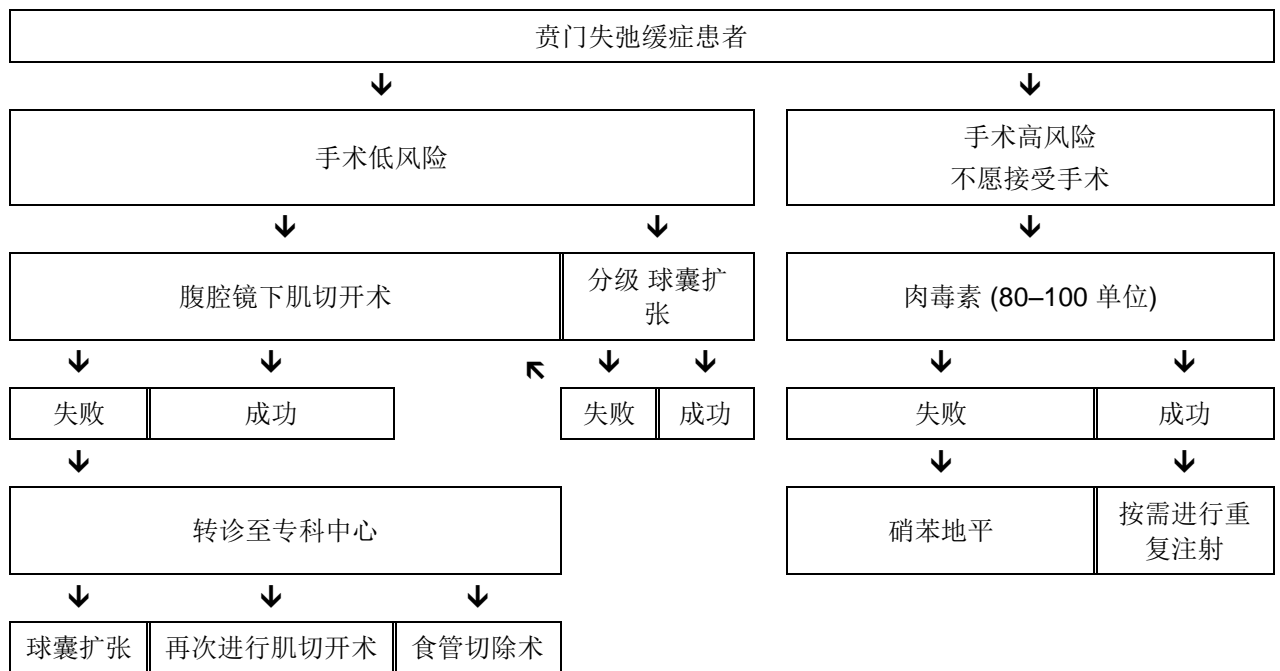 贲门失弛缓症患者
手术低风险
手术高风险
不愿接受手术
腹腔镜下肌切开术
分级 球囊扩
张
肉毒素 (80–100 单位)
失败
成功
失败
成功
失败
成功
转诊至专科中心
硝苯地平
按需进行重
复注射
球囊扩张
再次进行肌切开术
食管切除术